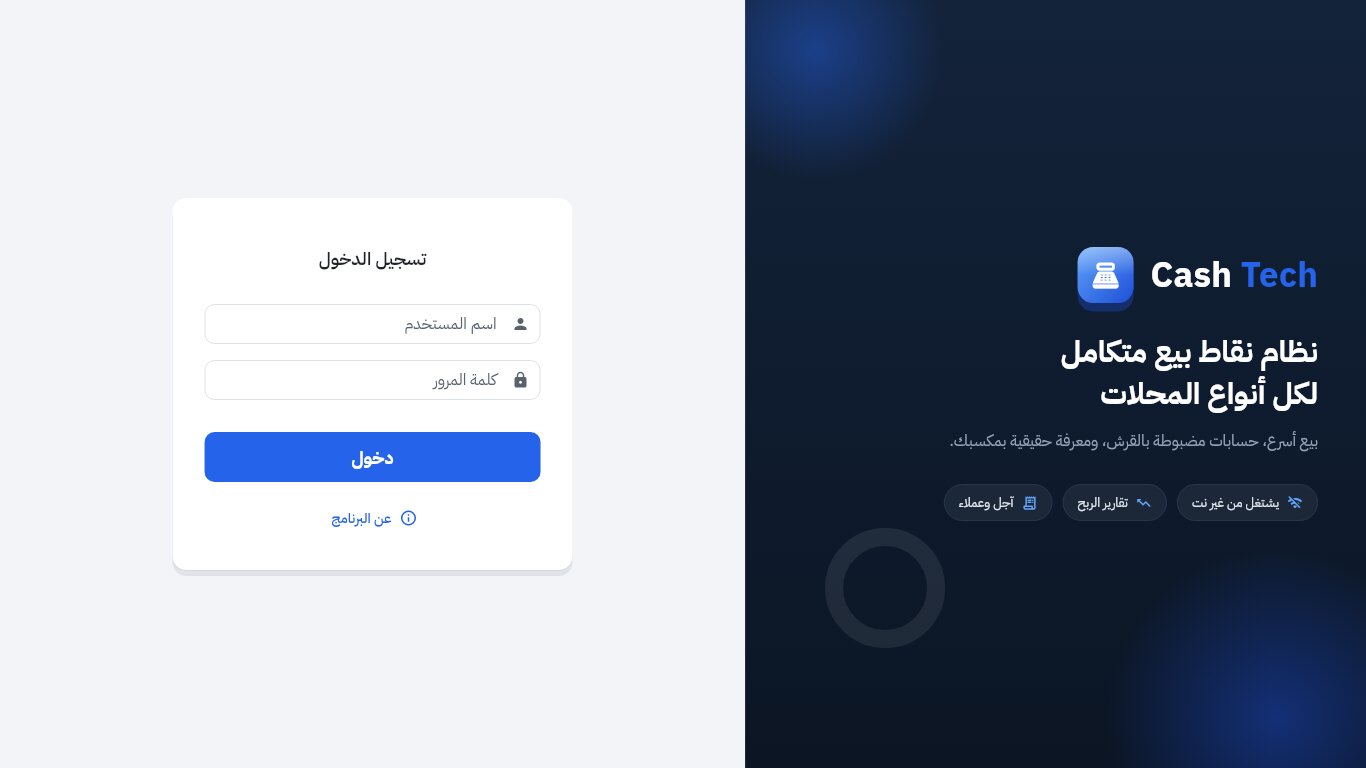 Cash Tech
نظام نقاط بيع متكامل
لكل أنواع المحلات
بيع أسرع، حسابات مضبوطة بالقرش، ومعرفة حقيقية بمكسبك.
يشتغل من غير نت
تقارير الربح
آجل وعملاء
تسجيل الدخول
اسم المستخدم
كلمة المرور
دخول
عن البرنامج